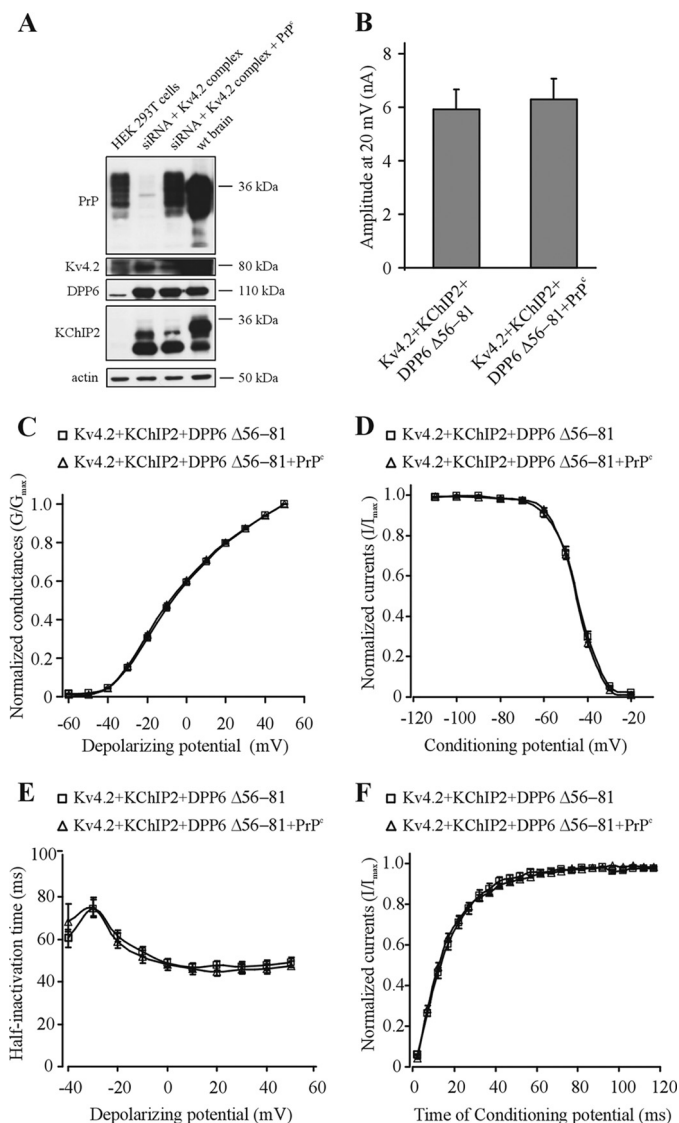 A
HEK 293T cells
siRNA + Kv4.2 complex
siRNA + Kv4.2 complex + PrPᶜ
wt brain
PrP
36 kDa
Kv4.2
80 kDa
DPP6
110 kDa
KChIP2
36 kDa
actin
50 kDa
B
Amplitude at 20 mV (nA)
8
6
4
2
0
Kv4.2+KChIP2+
DPP6 Δ56–81
Kv4.2+KChIP2+
DPP6 Δ56–81+PrPᶜ
C
Kv4.2+KChIP2+DPP6 Δ56–81
Kv4.2+KChIP2+DPP6 Δ56–81+PrPᶜ
Normalized conductances (G/Gmax)
1.0
0.8
0.6
0.4
0.2
0
-60 -40 -20 0 20 40 60
Depolarizing potential (mV)
D
Kv4.2+KChIP2+DPP6 Δ56–81
Kv4.2+KChIP2+DPP6 Δ56–81+PrPᶜ
Normalized currents (I/Imax)
1.0
0.8
0.6
0.4
0.2
0
-120 -100 -80 -60 -40 -20
Conditioning potential (mV)
E
Kv4.2+KChIP2+DPP6 Δ56–81
Kv4.2+KChIP2+DPP6 Δ56–81+PrPᶜ
Half-inactivation time (ms)
100
80
60
40
20
0
-40 -20 0 20 40 60
Depolarizing potential (mV)
F
Kv4.2+KChIP2+DPP6 Δ56–81
Kv4.2+KChIP2+DPP6 Δ56–81+PrPᶜ
Normalized currents (I/Imax)
1.0
0.8
0.6
0.4
0.2
0
0 20 40 60 80 100 120
Time of Conditioning potential (ms)